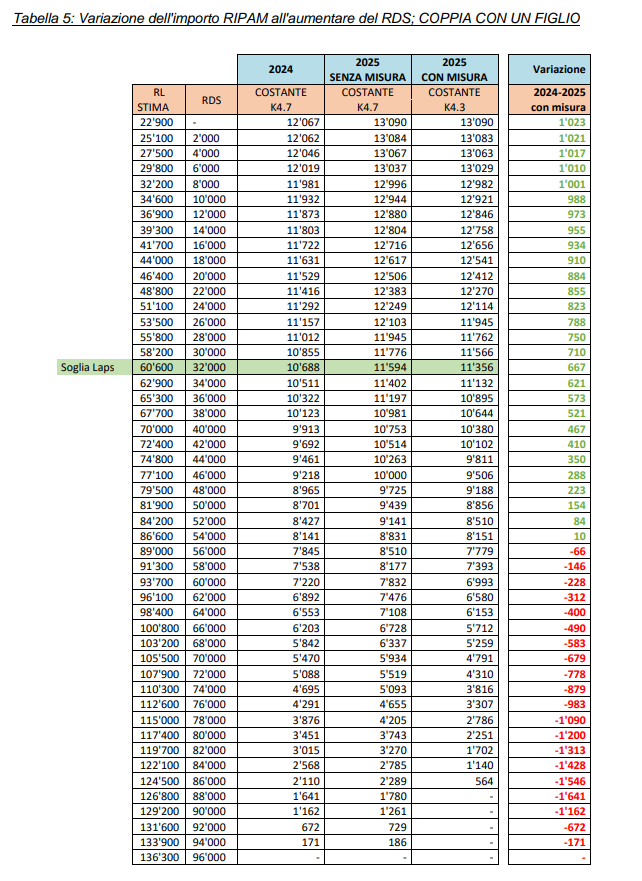 Tabella 5: Variazione dell'importo RIPAM all'aumentare del RDS; COPPIA CON UN FIGLIO
2024 2025 SENZA MISURA 2025 CON MISURA Variazione
RL STIMA RDS COSTANTE K4.7 COSTANTE K4.7 COSTANTE K4.3 2024-2025 con misura
22'900 - 12'067 13'090 13'090 1'023
25'100 2'000 12'062 13'084 13'083 1'021
27'500 4'000 12'046 13'067 13'063 1'017
29'800 6'000 12'019 13'037 13'029 1'010
32'200 8'000 11'981 12'996 12'982 1'001
34'600 10'000 11'932 12'944 12'921 988
36'900 12'000 11'873 12'880 12'846 973
39'300 14'000 11'803 12'804 12'758 955
41'700 16'000 11'722 12'716 12'656 934
44'000 18'000 11'631 12'617 12'541 910
46'400 20'000 11'529 12'506 12'412 884
48'800 22'000 11'416 12'383 12'270 855
51'100 24'000 11'292 12'249 12'114 823
53'500 26'000 11'157 12'103 11'945 788
55'800 28'000 11'012 11'945 11'762 750
58'200 30'000 10'855 11'776 11'566 710
Soglia Laps 60'600 32'000 10'688 11'594 11'356 667
62'900 34'000 10'511 11'402 11'132 621
65'300 36'000 10'322 11'197 10'895 573
67'700 38'000 10'123 10'981 10'644 521
70'000 40'000 9'913 10'753 10'380 467
72'400 42'000 9'692 10'514 10'102 410
74'800 44'000 9'461 10'263 9'811 350
77'100 46'000 9'218 10'000 9'506 288
79'500 48'000 8'965 9'725 9'188 223
81'900 50'000 8'701 9'439 8'856 154
84'200 52'000 8'427 9'141 8'510 84
86'600 54'000 8'141 8'831 8'151 10
89'000 56'000 7'845 8'510 7'779 -66
91'300 58'000 7'538 8'177 7'393 -146
93'700 60'000 7'220 7'832 6'993 -228
96'100 62'000 6'892 7'476 6'580 -312
98'400 64'000 6'553 7'108 6'153 -400
100'800 66'000 6'203 6'728 5'712 -490
103'200 68'000 5'842 6'337 5'259 -583
105'500 70'000 5'470 5'934 4'791 -679
107'900 72'000 5'088 5'519 4'310 -778
110'300 74'000 4'695 5'093 3'816 -879
112'600 76'000 4'291 4'655 3'307 -983
115'000 78'000 3'876 4'205 2'786 -1'090
117'400 80'000 3'451 3'743 2'251 -1'200
119'700 82'000 3'015 3'270 1'702 -1'313
122'100 84'000 2'568 2'785 1'140 -1'428
124'500 86'000 2'110 2'289 564 -1'546
126'800 88'000 1'641 1'780 - -1'641
129'200 90'000 1'162 1'261 - -1'162
131'600 92'000 672 729 - -672
133'900 94'000 171 186 - -171
136'300 96'000 - - - -